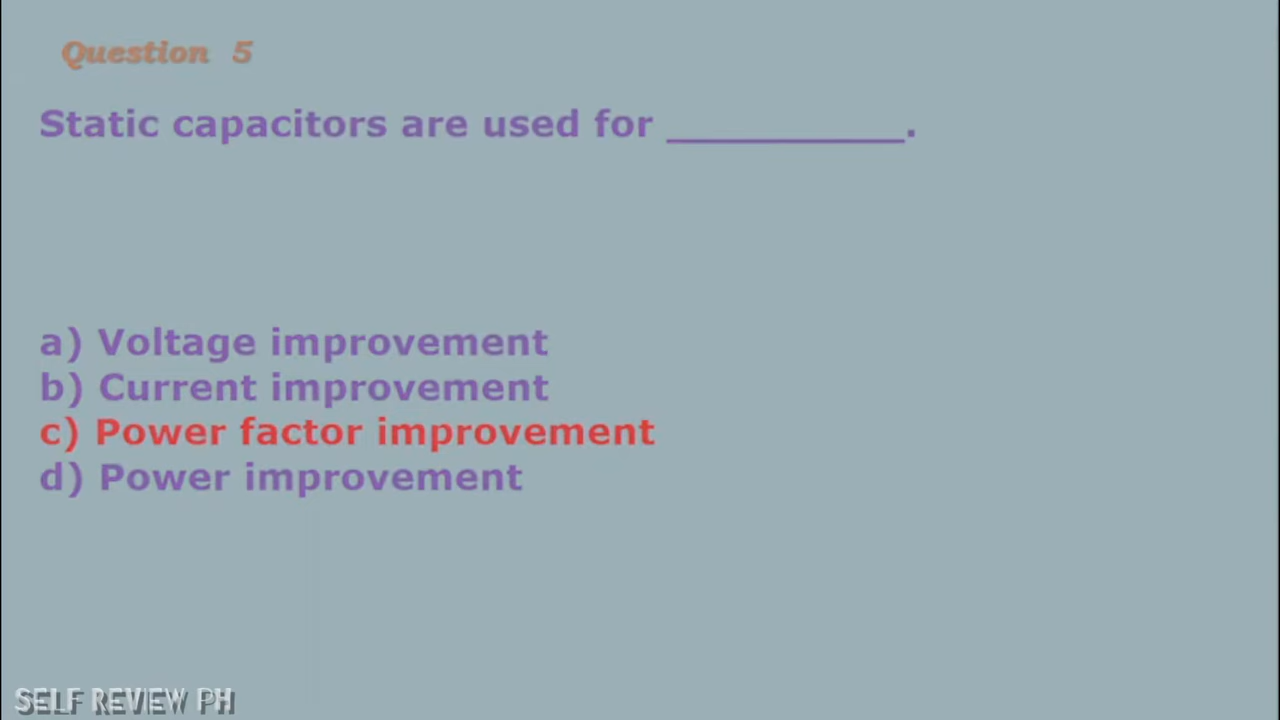 Question 5
Static capacitors are used for ___________.
a) Voltage improvement
b) Current improvement
c) Power factor improvement
d) Power improvement
SELF REVIEW PH